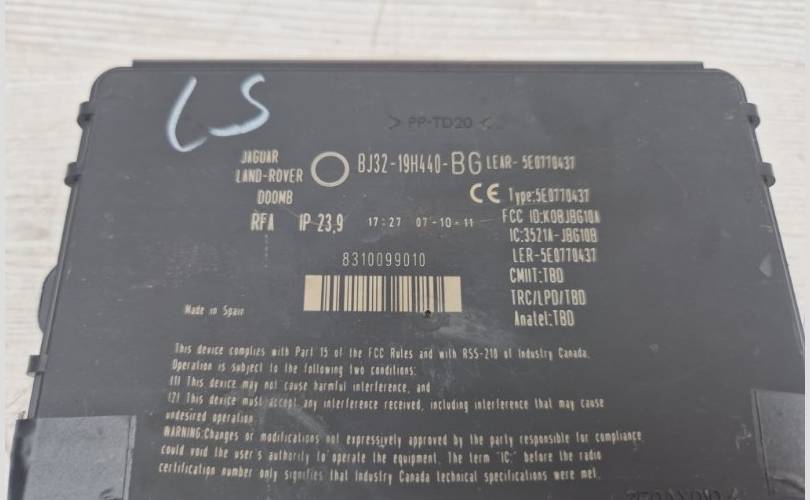 LS
> PP-TD20 <
JAGUAR
LAND-ROVER
DOOMB
BJ32-19H440-BG LEAR- 5E0770437
CE Type:5E0770437
RFA IP 23,9 17:27 07-10-11
FCC ID:KOBJBG10A
IC:3521A-JBG10B
LER-5E0770437
CMIIT:TBD
TRC/LPD/TBD
Anatel:TBD
8310099010
Made in Spain
This device complies with Part 15 of the FCC Rules and with RSS-210 of Industry Canada.
Operation is subject to the following two conditions:
(1) This device may not cause harmful interference, and
(2) This device must accept any interference received, including interference that may cause
undesired operation
WARNING:Changes or modifications not expressively approved by the party responsible for compliance
could void the user's authority to operate the equipment. The term "IC:" before the radio
certification number only signifies that Industry Canada technical specifications were met.